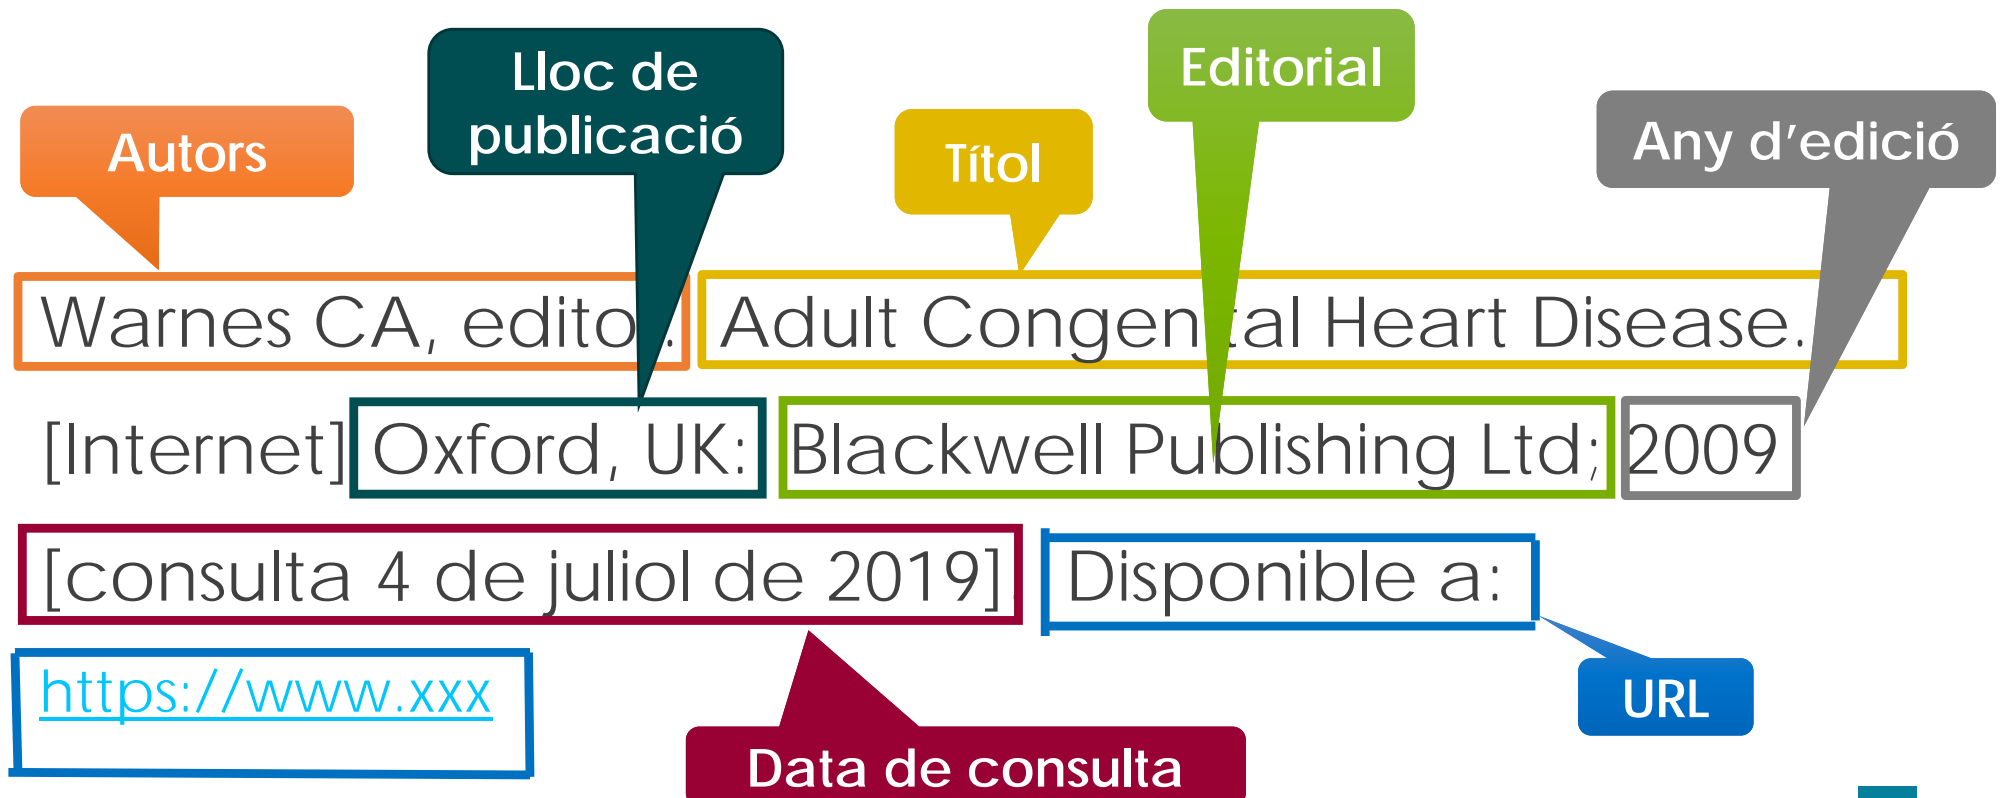 Lloc de
publicació
Editorial
Autors
Títol
Any d’edició
Warnes CA, edito. Adult Congenital Heart Disease.
[Internet] Oxford, UK: Blackwell Publishing Ltd; 2009
[consulta 4 de juliol de 2019] Disponible a:
https://www.xxx
URL
Data de consulta